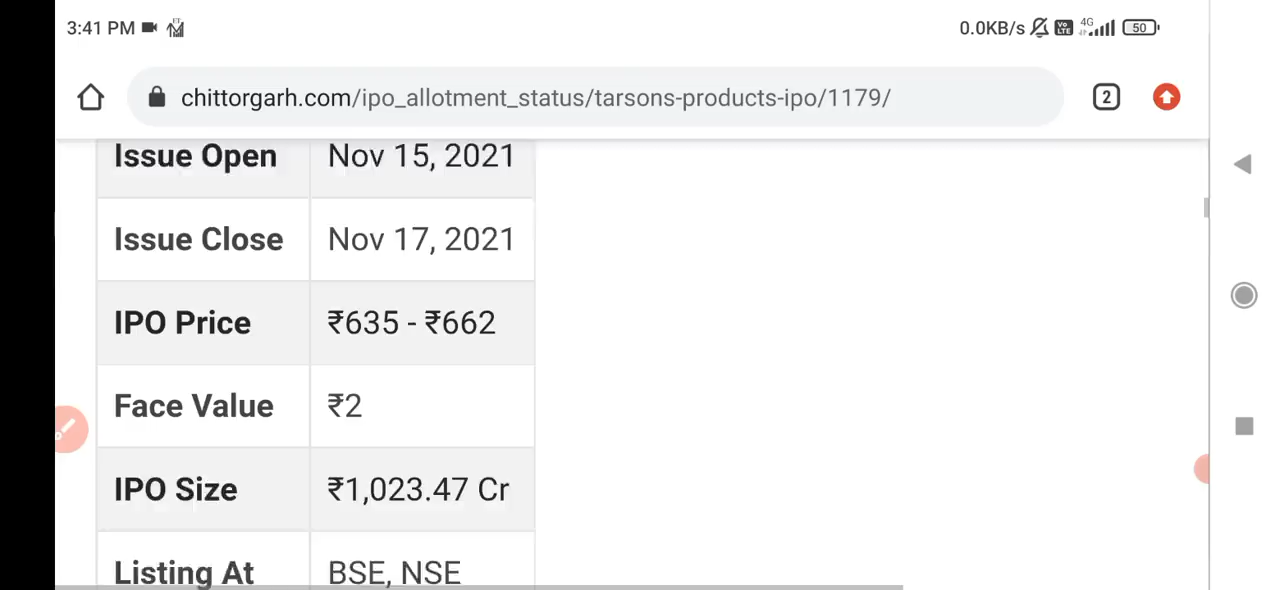 3:41 PM 0.0KB/s 4G 50
chittorgarh.com/ipo_allotment_status/tarsons-products-ipo/1179/ 2
Issue Open Nov 15, 2021
Issue Close Nov 17, 2021
IPO Price ₹635 - ₹662
Face Value ₹2
IPO Size ₹1,023.47 Cr
Listing At BSE, NSE